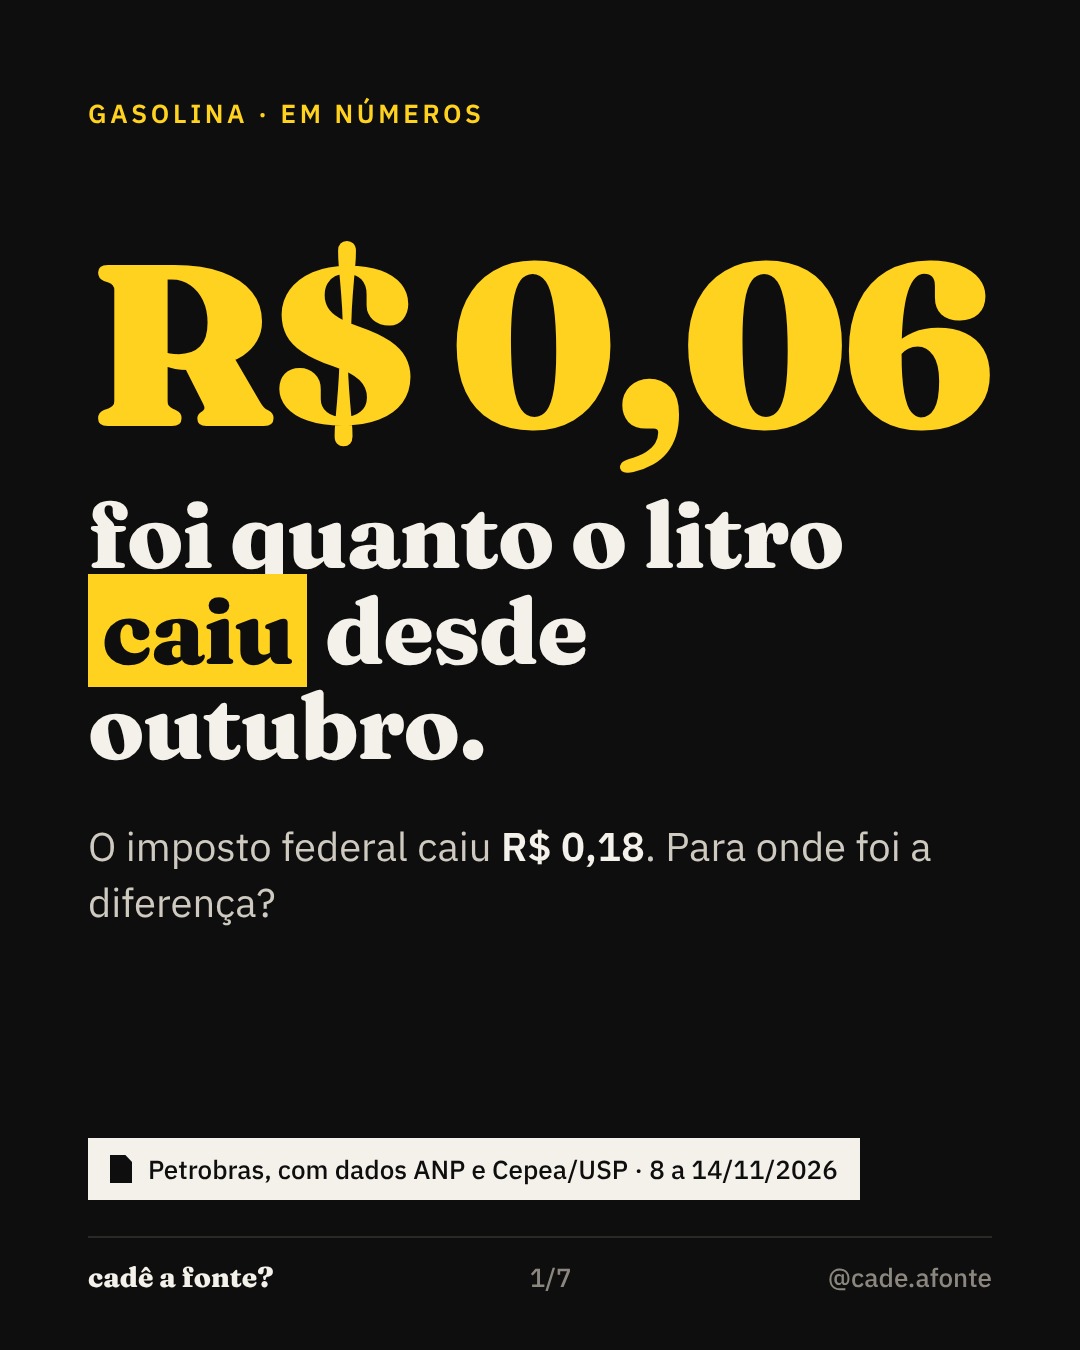 GASOLINA · EM NÚMEROS
R$ 0,06
foi quanto o litro
caiu desde
outubro.
O imposto federal caiu R$ 0,18. Para onde foi a
diferença?
Petrobras, com dados ANP e Cepea/USP · 8 a 14/11/2026
cadê a fonte?
1/7
@cade.afonte